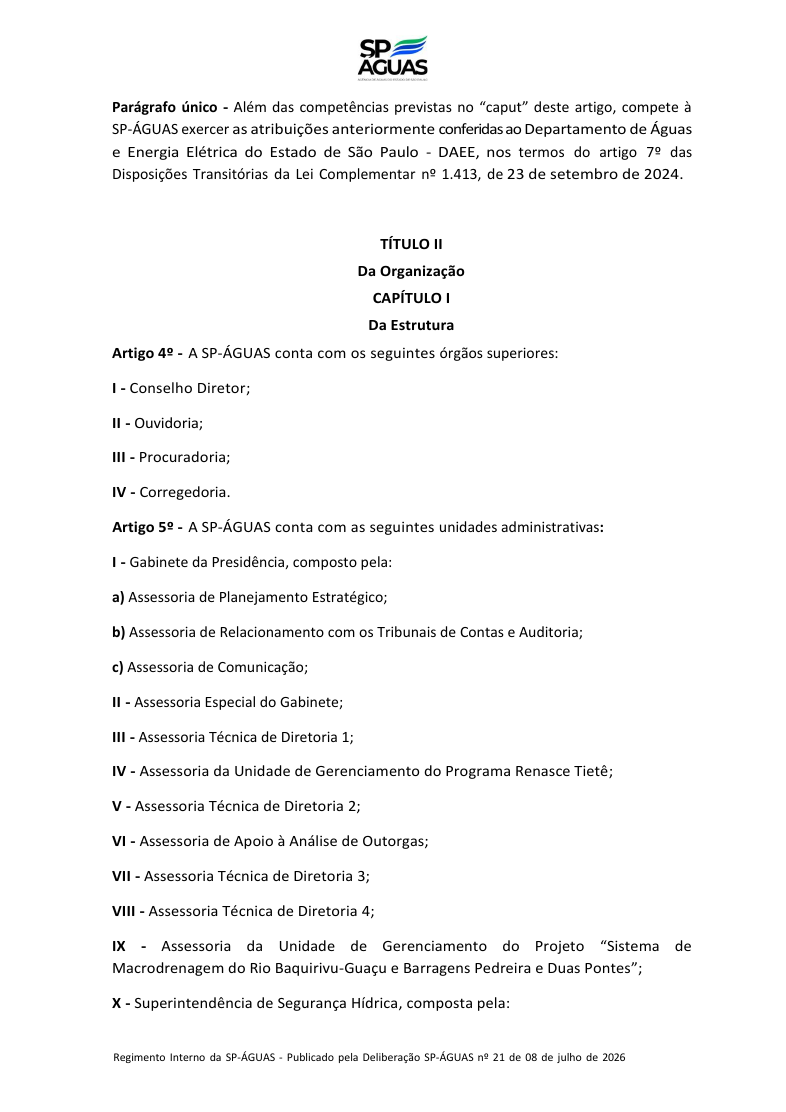 SP
ÁGUAS
Parágrafo único - Além das competências previstas no “caput” deste artigo, compete à
SP-ÁGUAS exercer as atribuições anteriormente conferidas ao Departamento de Águas
e Energia Elétrica do Estado de São Paulo - DAEE, nos termos do artigo 7º das
Disposições Transitórias da Lei Complementar nº 1.413, de 23 de setembro de 2024.
TÍTULO II
Da Organização
CAPÍTULO I
Da Estrutura
Artigo 4º - A SP-ÁGUAS conta com os seguintes órgãos superiores:
I - Conselho Diretor;
II - Ouvidoria;
III - Procuradoria;
IV - Corregedoria.
Artigo 5º - A SP-ÁGUAS conta com as seguintes unidades administrativas:
I - Gabinete da Presidência, composto pela:
a) Assessoria de Planejamento Estratégico;
b) Assessoria de Relacionamento com os Tribunais de Contas e Auditoria;
c) Assessoria de Comunicação;
II - Assessoria Especial do Gabinete;
III - Assessoria Técnica de Diretoria 1;
IV - Assessoria da Unidade de Gerenciamento do Programa Renasce Tietê;
V - Assessoria Técnica de Diretoria 2;
VI - Assessoria de Apoio à Análise de Outorgas;
VII - Assessoria Técnica de Diretoria 3;
VIII - Assessoria Técnica de Diretoria 4;
IX - Assessoria da Unidade de Gerenciamento do Projeto “Sistema de
Macrodrenagem do Rio Baquirivu-Guaçu e Barragens Pedreira e Duas Pontes”;
X - Superintendência de Segurança Hídrica, composta pela:
Regimento Interno da SP-ÁGUAS - Publicado pela Deliberação SP-ÁGUAS nº 21 de 08 de julho de 2026